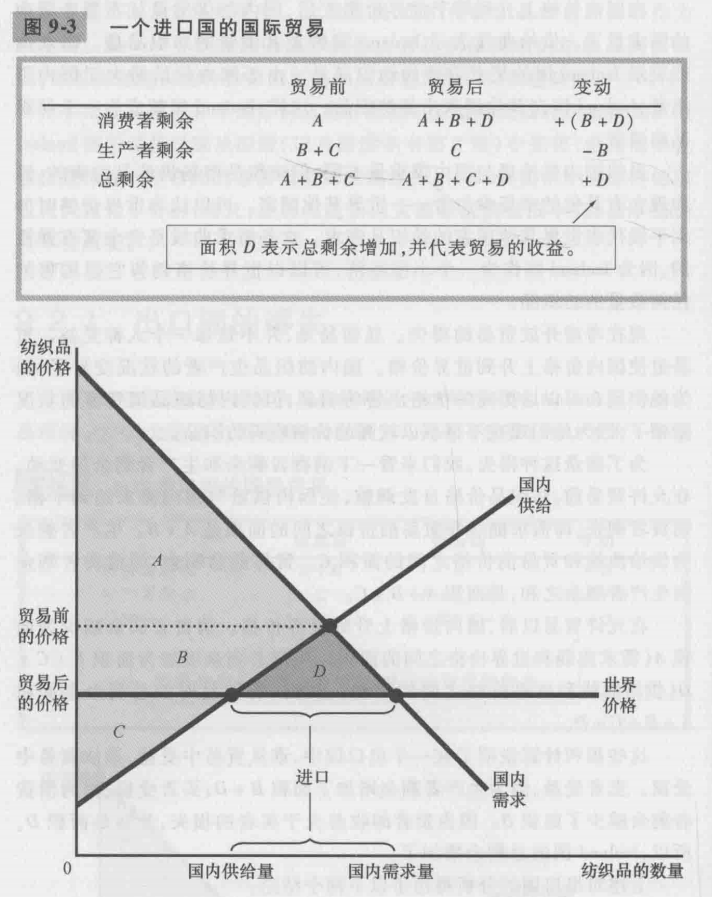 图 9-3 个进口国的国际贸易
贸易前 贸易后 变动
消费者剩余 A A+B+D +(B+D)
生产者剩余 B+C C -B
总剩余 A+B+C A+B+C+D +D
面积 D 表示总剩余增加,并代表贸易的收益。
纺织品
的价格
国内
供给
A
贸易前
的价格
B
D
贸易后
的价格
世界
价格
C
进口
国内
需求
0
国内供给量 国内需求量 纺织品的数量